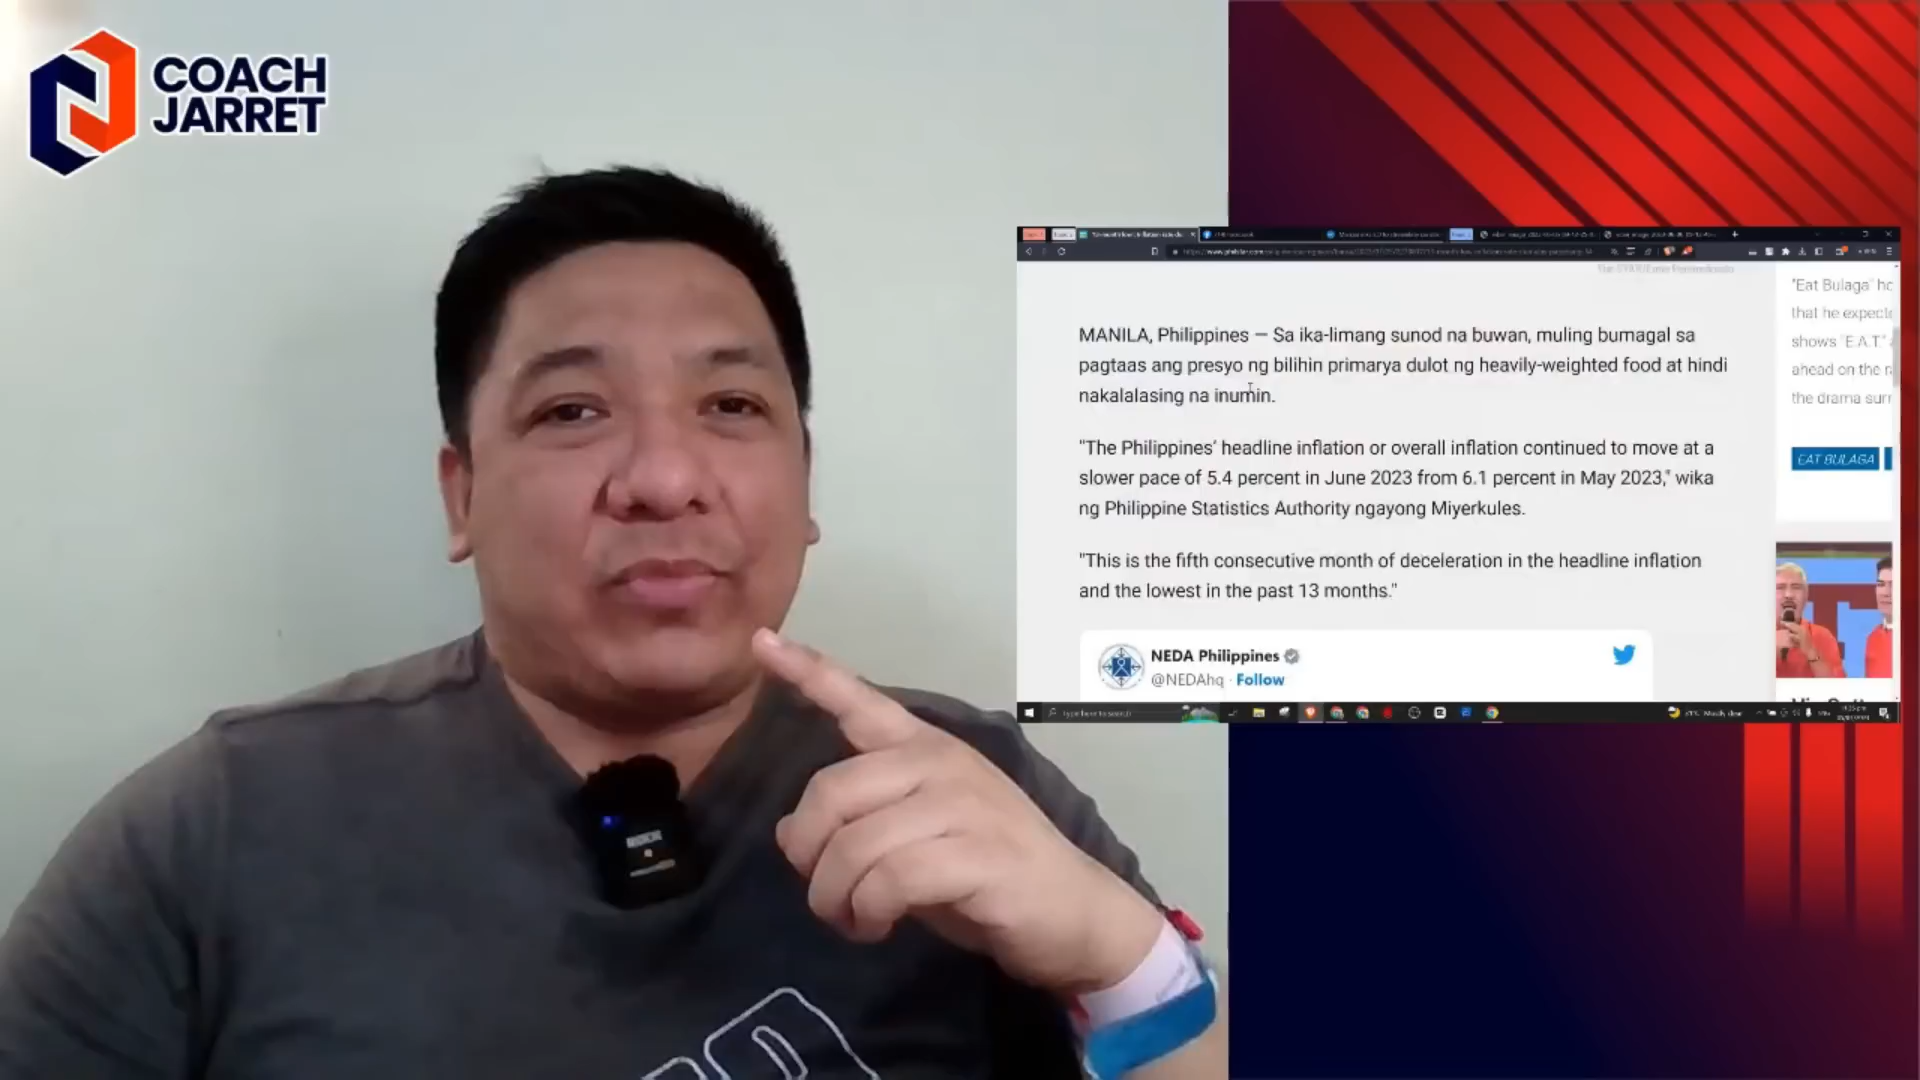 COACH
JARRET
MANILA, Philippines — Sa ika-limang sunod na buwan, muling bumagal sa
pagtaas ang presyo ng bilihin primarya dulot ng heavily-weighted food at hindi
nakalalasing na inumin.
"The Philippines' headline inflation or overall inflation continued to move at a
slower pace of 5.4 percent in June 2023 from 6.1 percent in May 2023," wika
ng Philippine Statistics Authority ngayong Miyerkules.
"This is the fifth consecutive month of deceleration in the headline inflation
and the lowest in the past 13 months."
NEDA Philippines
@NEDAhq · Follow
"Eat Bulaga" ho
that he expecte
shows "E.A.T."
ahead on the r
the drama surr
EAT BULAGA
Type here to search